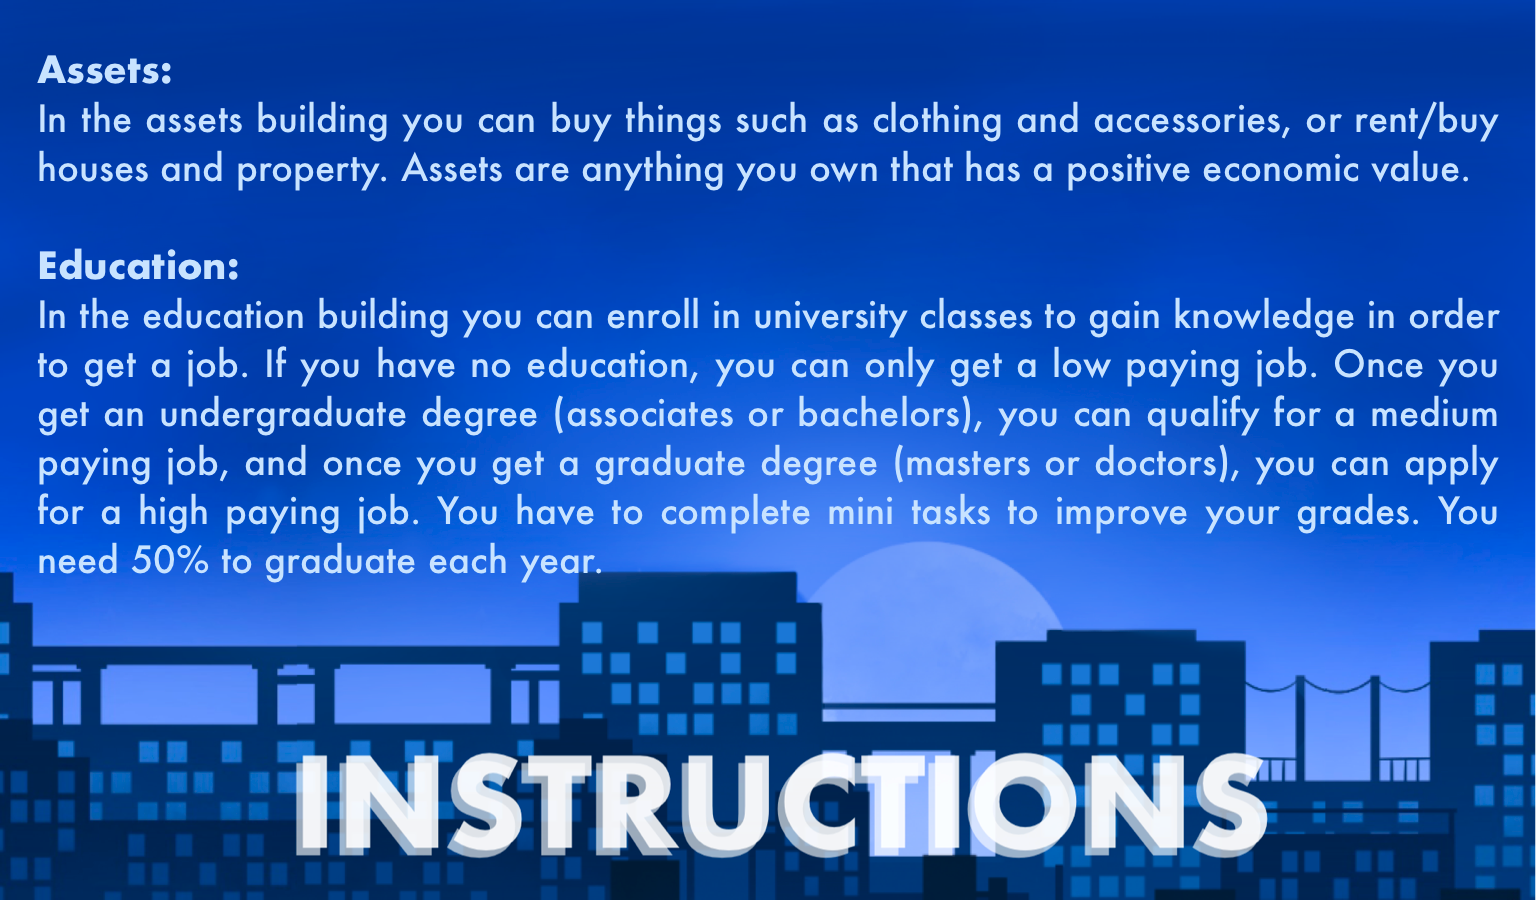 Assets:
In the assets building you can buy things such as clothing and accessories, or rent/buy
houses and property. Assets are anything you own that has a positive economic value.
Education:
In the education building you can enroll in university classes to gain knowledge in order
to get a job. If you have no education, you can only get a low paying job. Once you
get an undergraduate degree (associates or bachelors), you can qualify for a medium
paying job, and once you get a graduate degree (masters or doctors), you can apply
for a high paying job. You have to complete mini tasks to improve your grades. You
need 50% to graduate each year.
INSTRUCTIONS